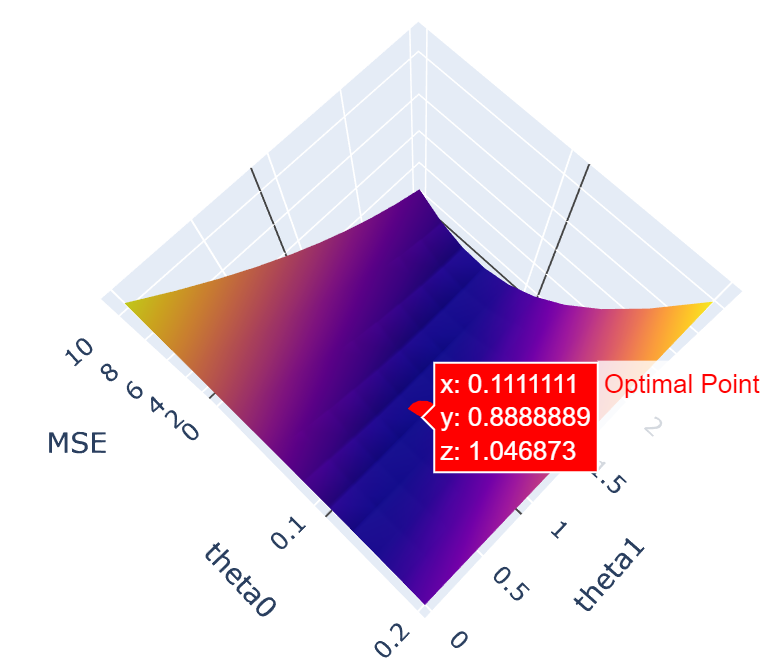 x: 0.1111111
y: 0.8888889
z: 1.046873
Optimal Point
10
8
6
4
2
0
MSE
0.1
theta0
0.2
0
0.5
1
1.5
2
theta1